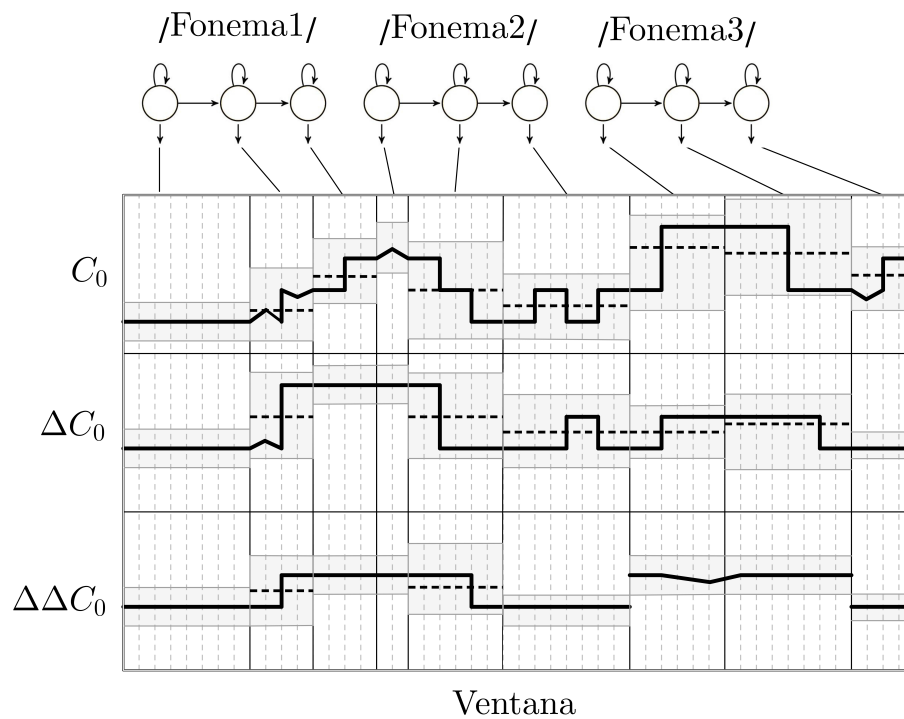 /Fonema1/ /Fonema2/ /Fonema3/
C₀
ΔC₀
ΔΔC₀
Ventana